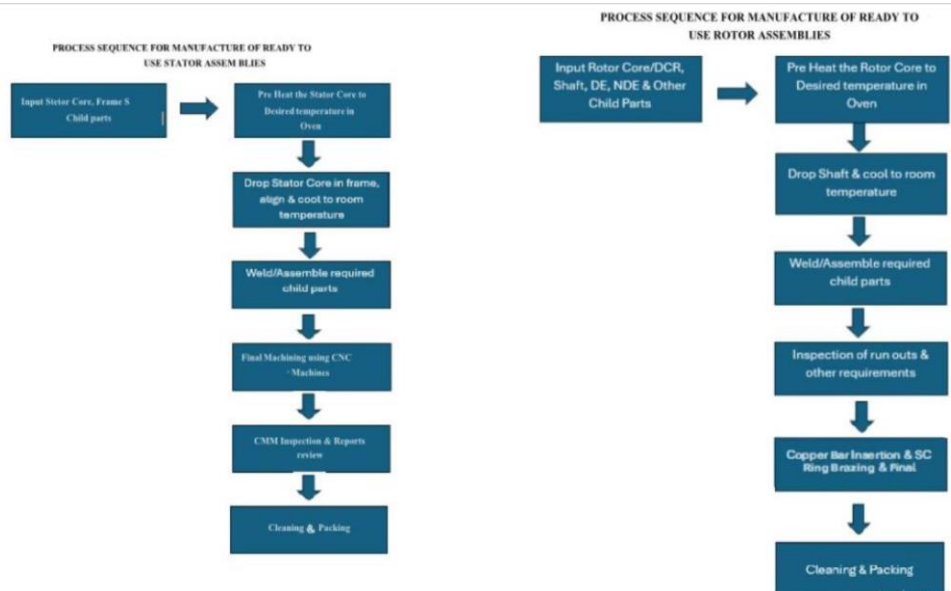 PROCESS SEQUENCE FOR MANUFACTURE OF READY TO
USE STATOR ASSEM BLIES
Input Stetor Core, Frame S
Child parts
Pre Heat the Stator Core to
Desired temperature in
Oven
Drop Stator Core in frame,
align & cool to room
temperature
Weld/Assemble required
child parts
Final Machining using CNC
Machines
CMM Inspection & Reports
review
Cleaning & Packing
PROCESS SEQUENCE FOR MANUFACTURE OF READY TO
USE ROTOR ASSEMBLIES
Input Rotor Core/DCR,
Shaft, DE, NDE & Other
Child Parts
Pre Heat the Rotor Core to
Desired temperature in
Oven
Drop Shaft & cool to room
temperature
Weld/Assemble required
child parts
Inspection of run outs &
other requirements
Copper Bar Insertion & SC
Ring Brazing & Final
Cleaning & Packing